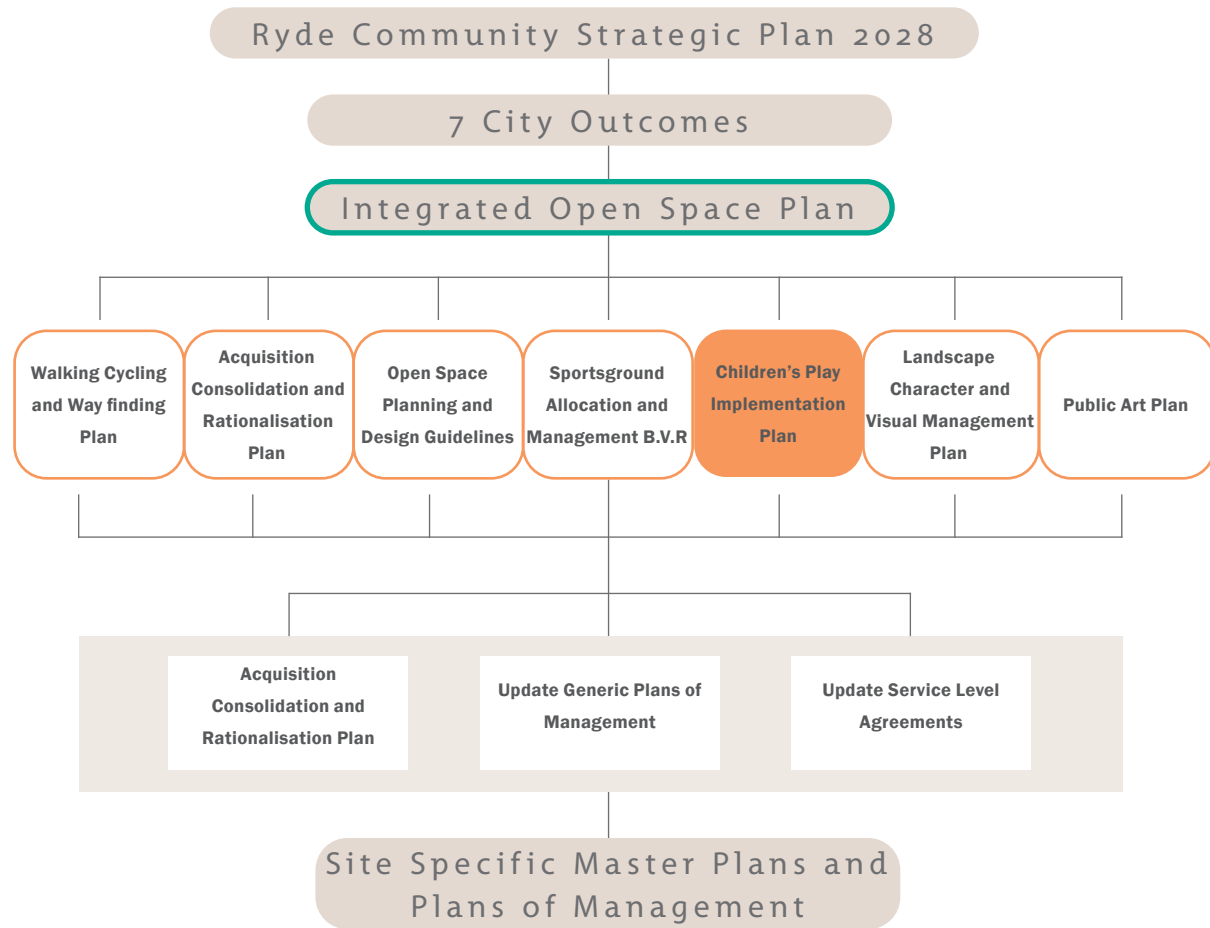 Ryde Community Strategic Plan 2028
7 City Outcomes
Integrated Open Space Plan
Walking Cycling
and Way finding
Plan
Acquisition
Consolidation and
Rationalisation
Plan
Open Space
Planning and
Design Guidelines
Sportsground
Allocation and
Management B.V.R
Children's Play
Implementation
Plan
Landscape
Character and
Visual Management
Plan
Public Art Plan
Acquisition
Consolidation and
Rationalisation Plan
Update Generic Plans of
Management
Update Service Level
Agreements
Site Specific Master Plans and
Plans of Management